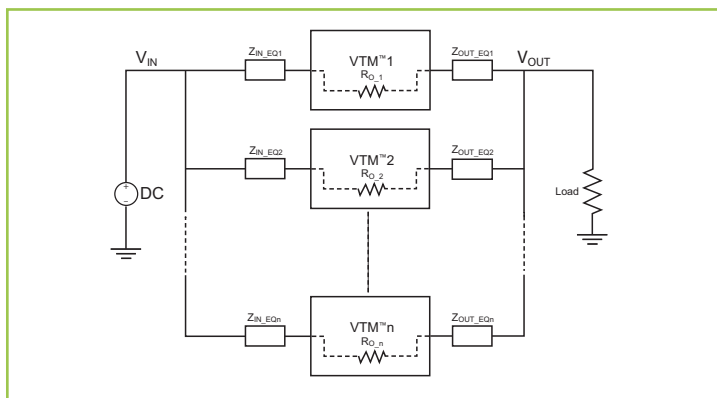 V_IN
Z_IN_EQ1
VTM™1
R_O_1
Z_OUT_EQ1
V_OUT
Z_IN_EQ2
VTM™2
R_O_2
Z_OUT_EQ2
+
DC
–
Load
Z_IN_EQn
VTM™n
R_O_n
Z_OUT_EQn